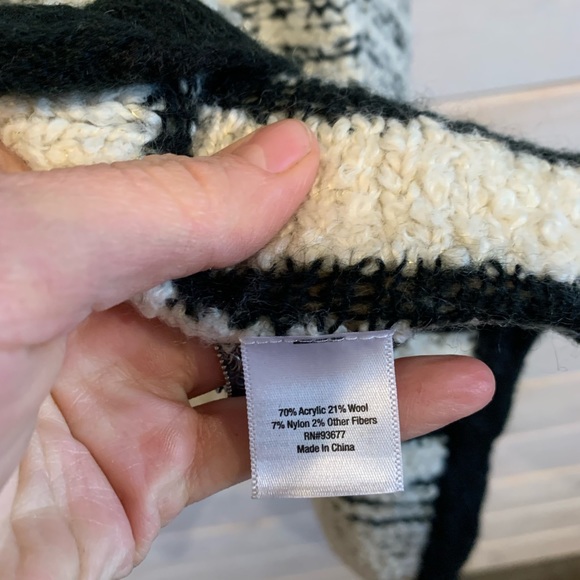 70% Acrylic 21% Wool
7% Nylon 2% Other Fibers
RN#93677
Made In China